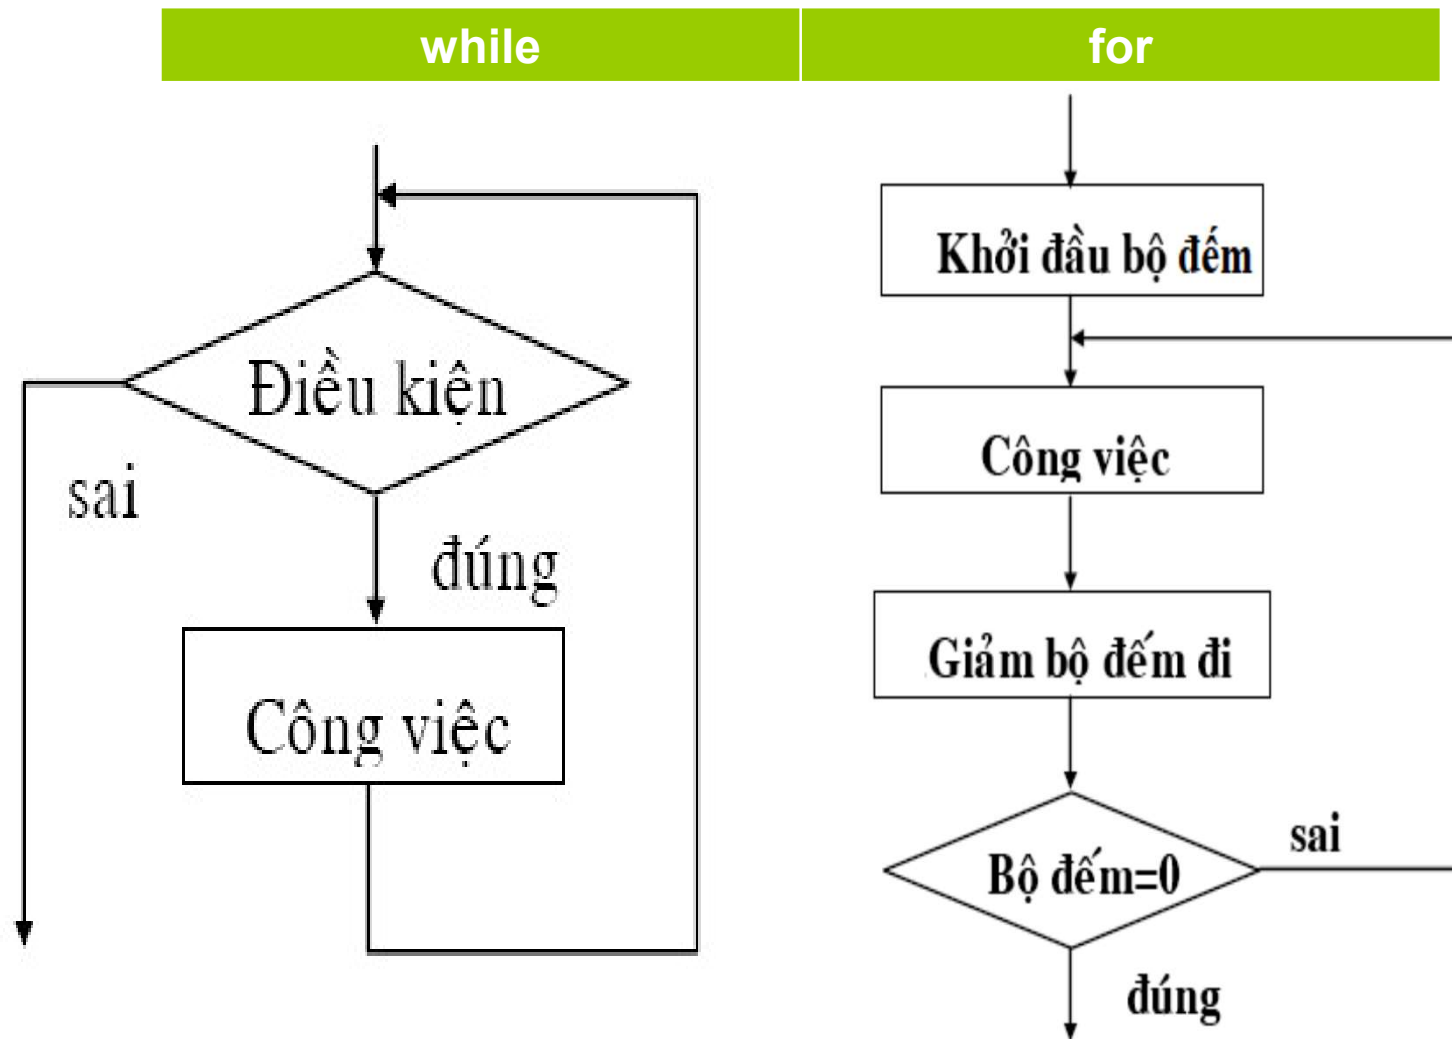 while
for
Điều kiện
sai
đúng
Công việc
Khởi đầu bộ đếm
Công việc
Giảm bộ đếm đi
Bộ đếm=0
sai
đúng